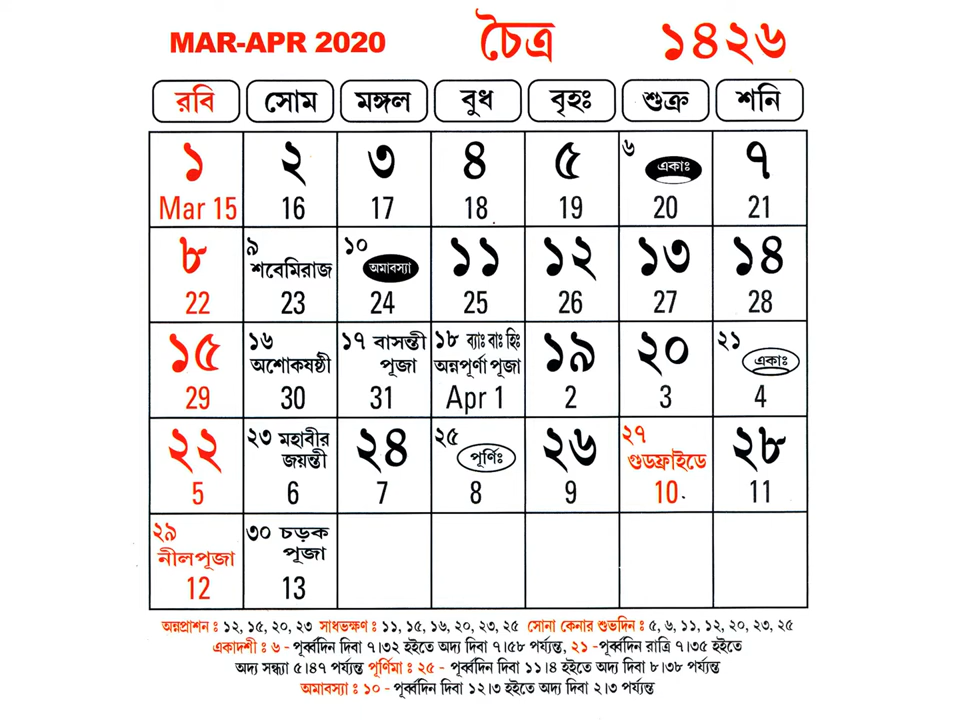 MAR-APR 2020 চৈত্র ১৪২৬
রবি সোম মঙ্গল বুধ বৃহঃ শুক্র শনি
১ ২ ৩ ৪ ৫ ৬ একাঃ ৭
Mar 15 16 17 18 19 20 21
৮ ৯ শবেমিরাজ ১০ অমাবস্যা ১১ ১২ ১৩ ১৪
22 23 24 25 26 27 28
১৫ ১৬ অশোকষষ্ঠী ১৭ বাসন্তী পূজা ১৮ ব্যাঃ বাঃ হিঃ অন্নপূর্ণা পূজা ১৯ ২০ ২১ একাঃ
29 30 31 Apr 1 2 3 4
২২ ২৩ মহাবীর জয়ন্তী ২৪ ২৫ পূর্ণিঃ ২৬ ২৭ গুডফ্রাইডে ২৮
5 6 7 8 9 10 11
২৯ নীলপূজা ৩০ চড়ক পূজা
12 13
অন্নপ্রাশন ঃ ১২, ১৫, ২০, ২৩ সাধভক্ষণ ঃ ১১, ১৫, ১৬, ২০, ২৩, ২৫ সোনা কেনার শুভদিন ঃ ৫, ৬, ১১, ১২, ২০, ২৩, ২৫
একাদশী ঃ ৬ - পূর্ব্বদিন দিবা ৭।৩২ হইতে অদ্য দিবা ৭।৫৮ পর্য্যন্ত, ২১ -পূর্ব্বদিন রাত্রি ৭।৩৫ হইতে
অদ্য সন্ধ্যা ৫।৪৭ পর্য্যন্ত পূর্ণিমা ঃ ২৫ - পূর্ব্বদিন দিবা ১১।৪ হইতে অদ্য দিবা ৮।৩৮ পর্য্যন্ত
অমাবস্যা ঃ ১০ - পূর্ব্বদিন দিবা ১২।৩ হইতে অদ্য দিবা ২।৩ পর্য্যন্ত